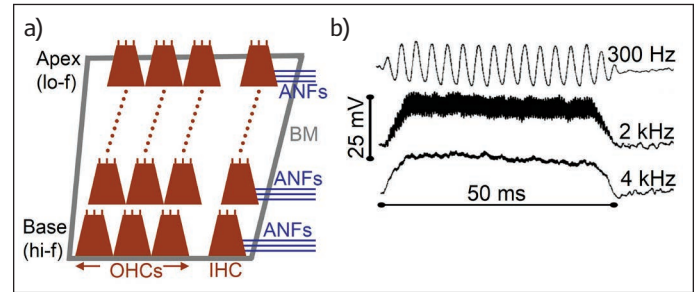 a)
Apex
(lo-f)
ANFs
BM
ANFs
Base
(hi-f)
ANFs
OHCs
IHC
b)
300 Hz
25 mV
2 kHz
4 kHz
50 ms